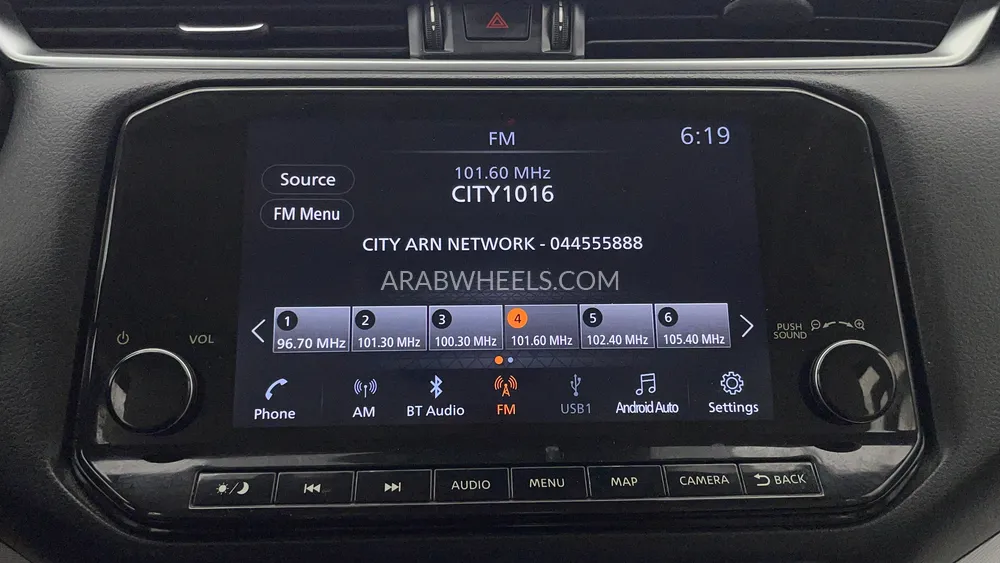 FM
6:19
Source
101.60 MHz
CITY1016
FM Menu
CITY ARN NETWORK - 044555888
ARABWHEELS.COM
1 96.70 MHz
2 101.30 MHz
3 100.30 MHz
4 101.60 MHz
5 102.40 MHz
6 105.40 MHz
VOL
PUSH
SOUND
Phone
AM
BT Audio
FM
USB1
Android Auto
Settings
AUDIO
MENU
MAP
CAMERA
BACK